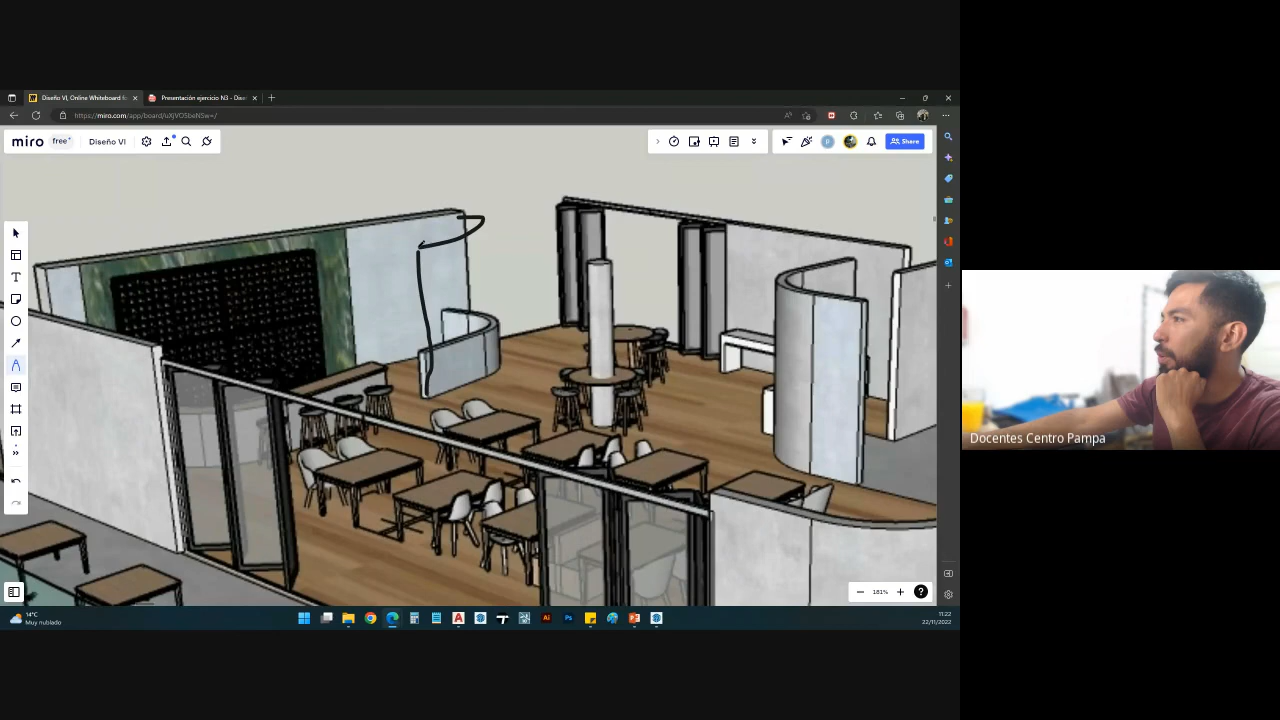 Diseño VI, Online Whiteboard fo
Presentación ejercicio N3 - Dise
https://miro.com/app/board/uXjVOSbeNSw=/
miro free Diseño VI
Share
Docentes Centro Pampa
181%
14°C
Muy nublado
11:22
22/11/2022